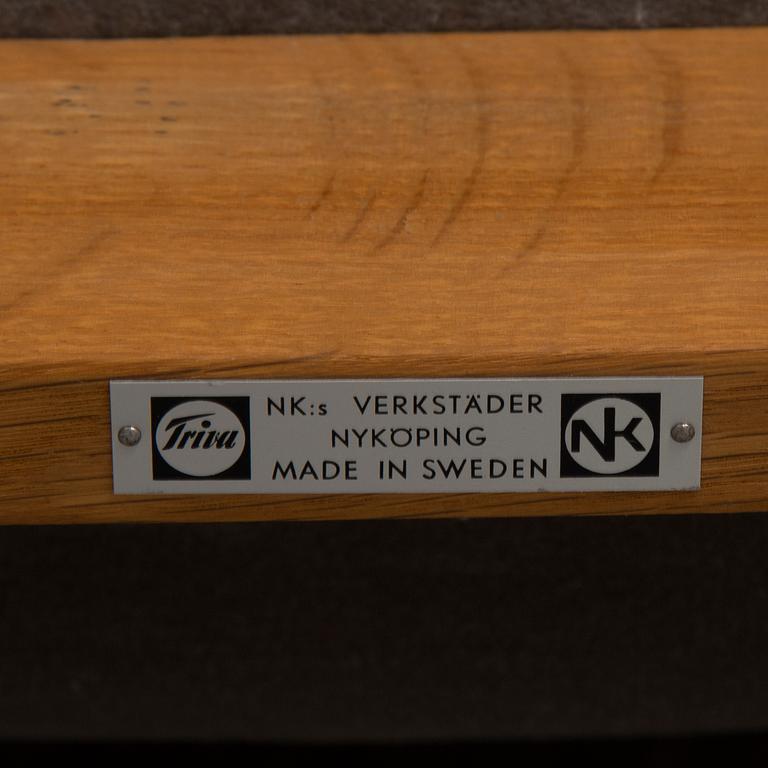 Triva
NK:s VERKSTÄDER
NYKÖPING
MADE IN SWEDEN
NK